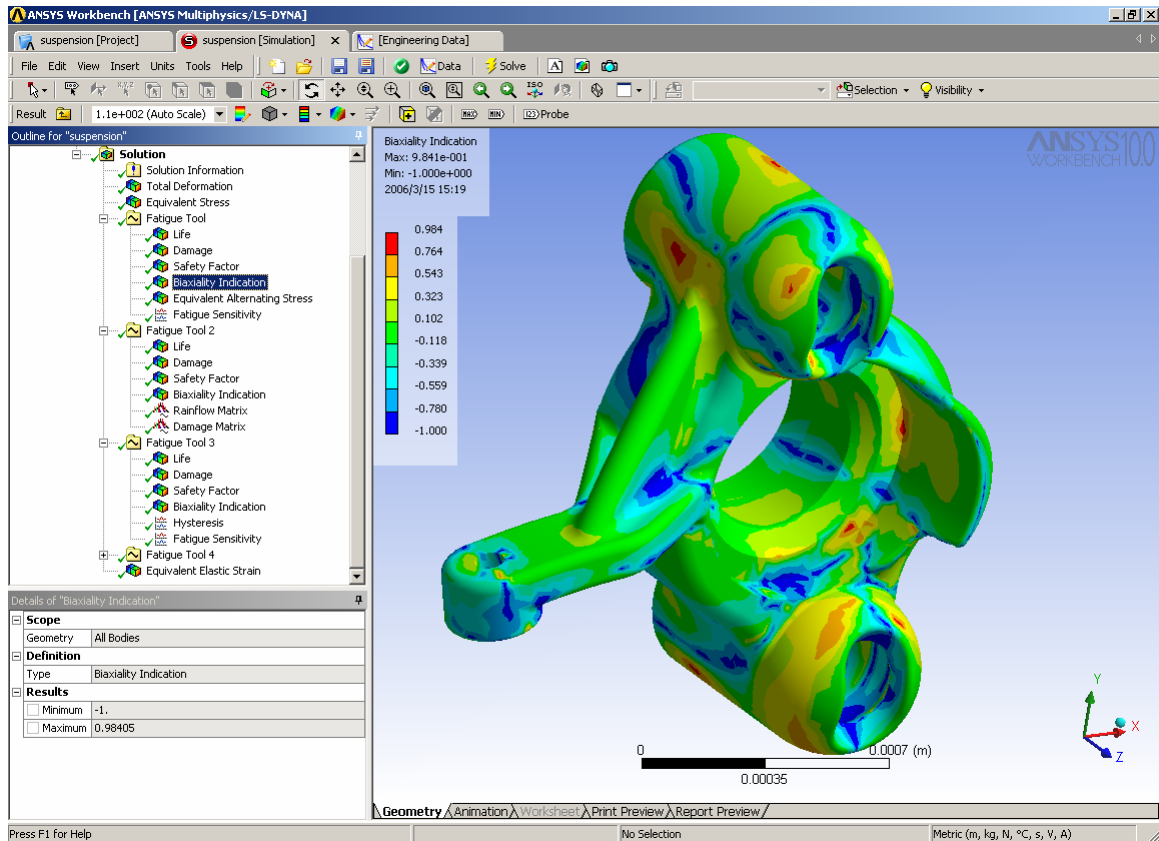 ANSYS Workbench [ANSYS Multiphysics/LS-DYNA]
suspension [Project]
suspension [Simulation]
[Engineering Data]
File Edit View Insert Units Tools Help
Data
Solve
Selection
Visibility
Result
1.1e+002 (Auto Scale)
MAX
MIN
Probe
Outline for "suspension"
Solution
Solution Information
Total Deformation
Equivalent Stress
Fatigue Tool
Life
Damage
Safety Factor
Biaxiality Indication
Equivalent Alternating Stress
Fatigue Sensitivity
Fatigue Tool 2
Life
Damage
Safety Factor
Biaxiality Indication
Rainflow Matrix
Damage Matrix
Fatigue Tool 3
Life
Damage
Safety Factor
Biaxiality Indication
Hysteresis
Fatigue Sensitivity
Fatigue Tool 4
Equivalent Elastic Strain
Details of "Biaxiality Indication"
Scope
Geometry All Bodies
Definition
Type Biaxiality Indication
Results
Minimum -1.
Maximum 0.98405
Biaxiality Indication
Max: 9.841e-001
Min: -1.000e+000
2006/3/15 15:19
0.984
0.764
0.543
0.323
0.102
-0.118
-0.339
-0.559
-0.780
-1.000
ANSYS 10.0
WORKBENCH
0
0.0007 (m)
0.00035
Y
X
Z
Geometry
Animation
Worksheet
Print Preview
Report Preview
Press F1 for Help
No Selection
Metric (m, kg, N, °C, s, V, A)